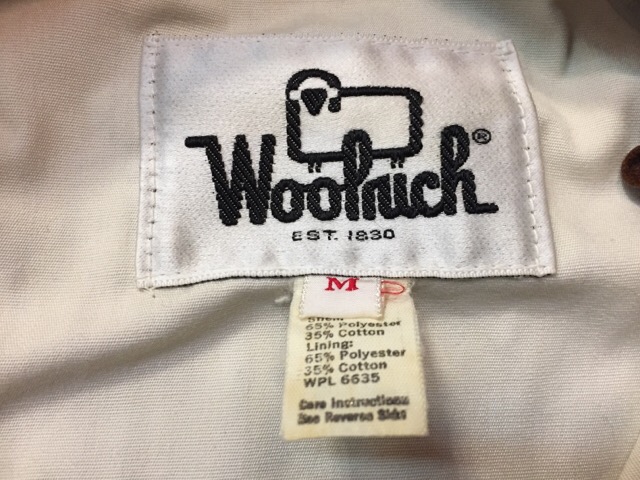 Woolrich®
EST. 1830
M
Shell:
65% Polyester
35% Cotton
Lining:
65% Polyester
35% Cotton
WPL 6635
Care Instructions
See Reverse Side